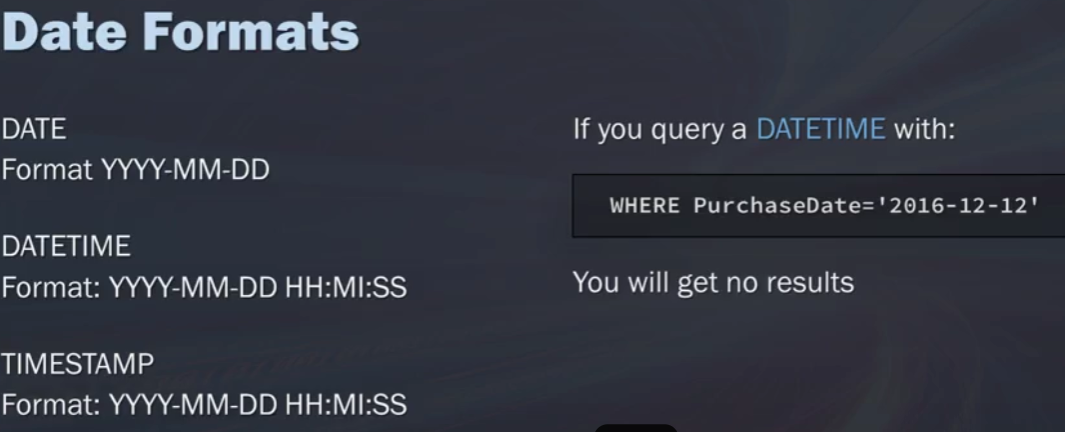 Date Formats
DATE
Format YYYY-MM-DD
DATETIME
Format: YYYY-MM-DD HH:MI:SS
TIMESTAMP
Format: YYYY-MM-DD HH:MI:SS
If you query a DATETIME with:
WHERE PurchaseDate='2016-12-12'
You will get no results